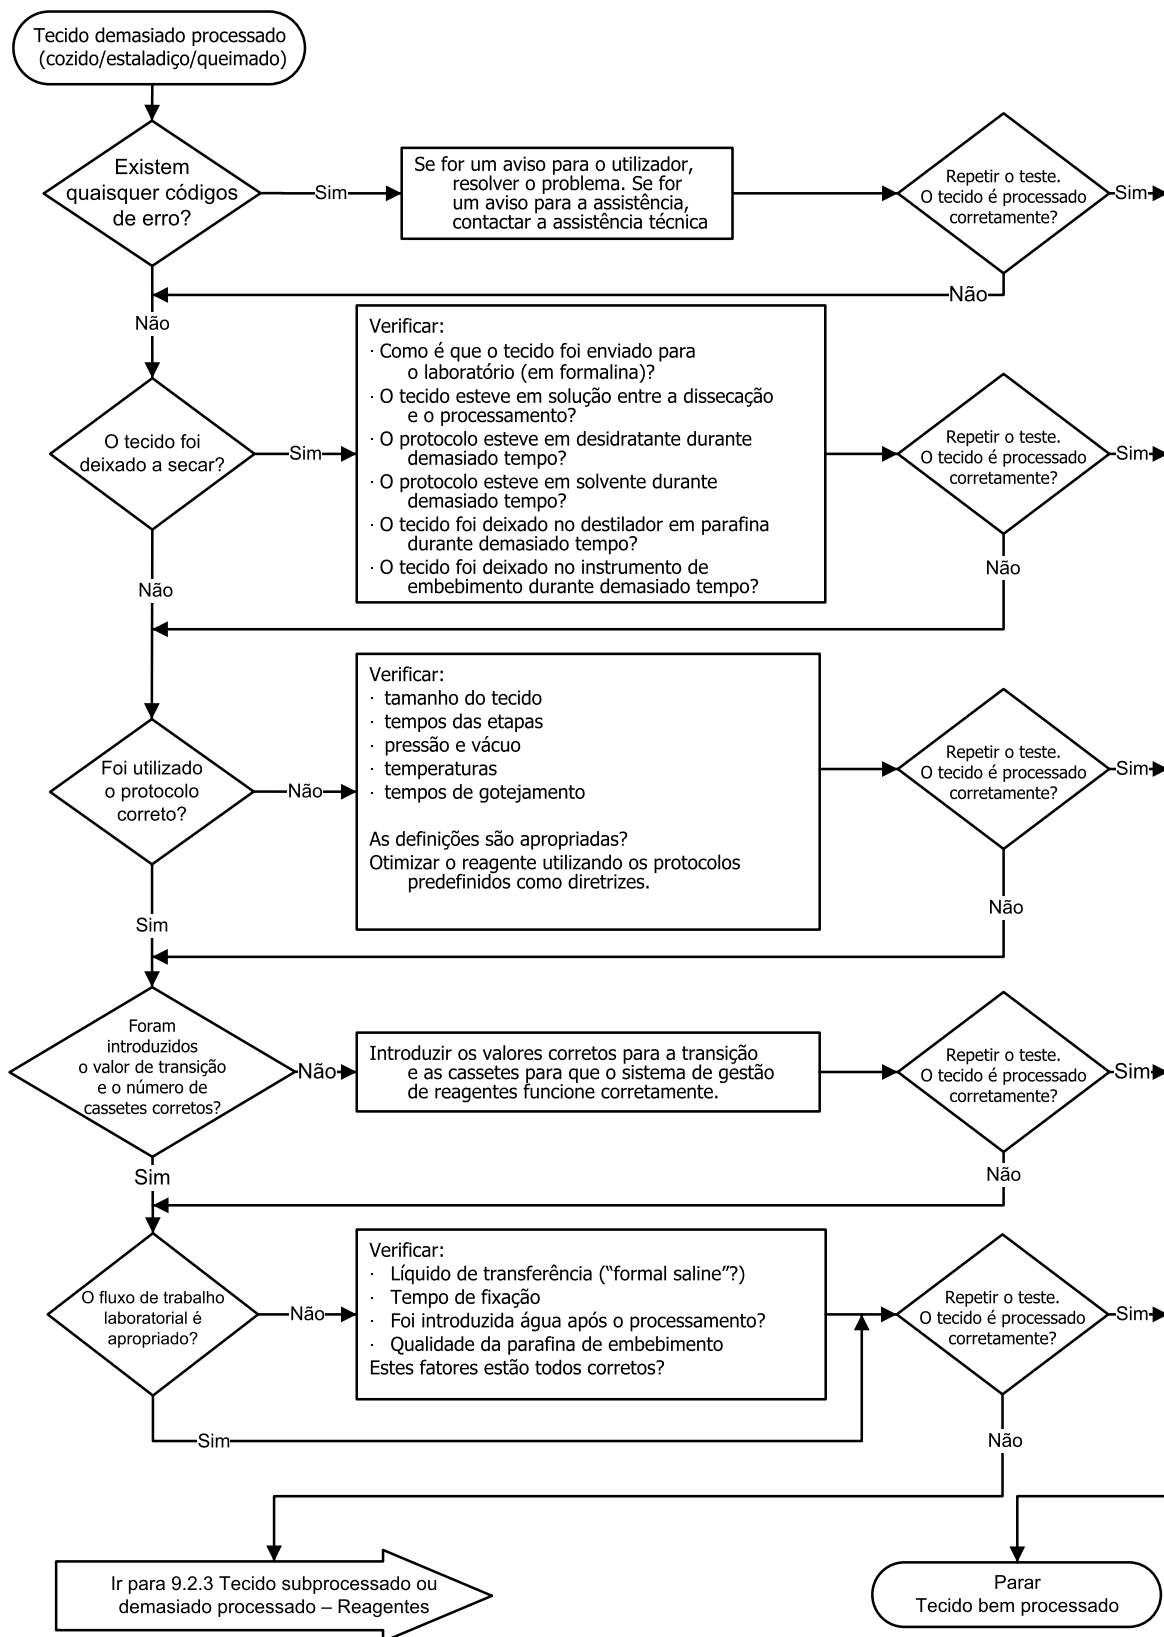 Tecido demasiado processado
(cozido/estaladiço/queimado)
Existem
quaisquer códigos
de erro?
Sim
Se for um aviso para o utilizador,
resolver o problema. Se for
um aviso para a assistência,
contactar a assistência técnica
Repetir o teste.
O tecido é processado
corretamente?
Sim
Não
Não
O tecido foi
deixado a secar?
Sim
Verificar:
· Como é que o tecido foi enviado para
o laboratório (em formalina)?
· O tecido esteve em solução entre a dissecação
e o processamento?
· O protocolo esteve em desidratante durante
demasiado tempo?
· O protocolo esteve em solvente durante
demasiado tempo?
· O tecido foi deixado no destilador em parafina
durante demasiado tempo?
· O tecido foi deixado no instrumento de
embebimento durante demasiado tempo?
Repetir o teste.
O tecido é processado
corretamente?
Sim
Não
Não
Foi utilizado
o protocolo
correto?
Não
Verificar:
· tamanho do tecido
· tempos das etapas
· pressão e vácuo
· temperaturas
· tempos de gotejamento
As definições são apropriadas?
Otimizar o reagente utilizando os protocolos
predefinidos como diretrizes.
Repetir o teste.
O tecido é processado
corretamente?
Sim
Não
Sim
Foram
introduzidos
o valor de transição
e o número de
cassetes corretos?
Não
Introduzir os valores corretos para a transição
e as cassetes para que o sistema de gestão
de reagentes funcione corretamente.
Repetir o teste.
O tecido é processado
corretamente?
Sim
Não
Sim
O fluxo de trabalho
laboratorial é
apropriado?
Não
Verificar:
· Líquido de transferência (“formal saline”?)
· Tempo de fixação
· Foi introduzida água após o processamento?
· Qualidade da parafina de embebimento
Estes fatores estão todos corretos?
Repetir o teste.
O tecido é processado
corretamente?
Sim
Sim
Não
Ir para 9.2.3 Tecido subprocessado ou
demasiado processado – Reagentes
Parar
Tecido bem processado